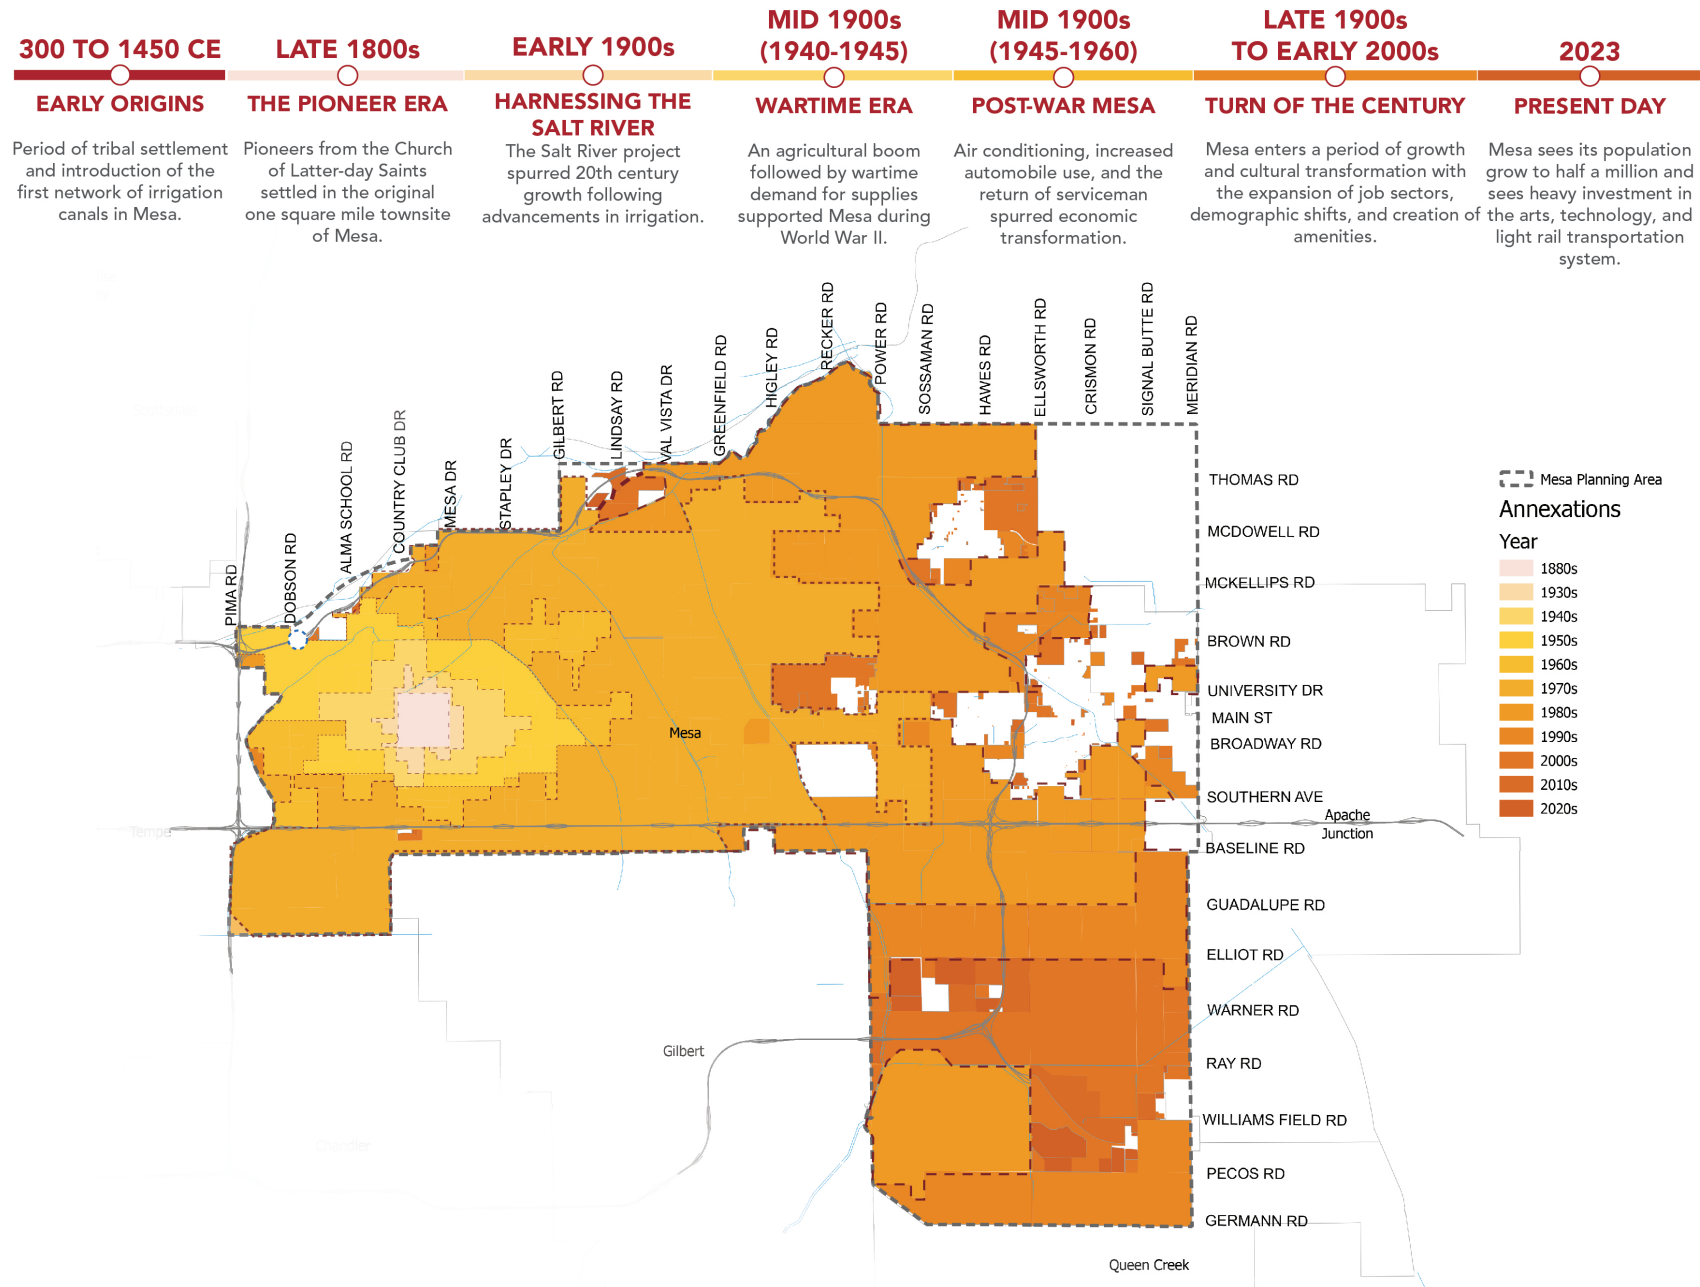 300 TO 1450 CE
EARLY ORIGINS
Period of tribal settlement
and introduction of the
first network of irrigation
canals in Mesa.
LATE 1800s
THE PIONEER ERA
Pioneers from the Church
of Latter-day Saints
settled in the original
one square mile townsite
of Mesa.
EARLY 1900s
HARNESSING THE
SALT RIVER
The Salt River project
spurred 20th century
growth following
advancements in irrigation.
MID 1900s
(1940-1945)
WARTIME ERA
An agricultural boom
followed by wartime
demand for supplies
supported Mesa during
World War II.
MID 1900s
(1945-1960)
POST-WAR MESA
Air conditioning, increased
automobile use, and the
return of serviceman
spurred economic
transformation.
LATE 1900s
TO EARLY 2000s
TURN OF THE CENTURY
Mesa enters a period of growth
and cultural transformation with
the expansion of job sectors,
demographic shifts, and creation of
amenities.
2023
PRESENT DAY
Mesa sees its population
grow to half a million and
sees heavy investment in
the arts, technology, and
light rail transportation
system.
PIMA RD
DOBSON RD
ALMA SCHOOL RD
COUNTRY CLUB DR
MESA DR
STAPLEY DR
GILBERT RD
LINDSAY RD
VAL VISTA DR
GREENFIELD RD
HIGLEY RD
RECKER RD
POWER RD
SOSSAMAN RD
HAWES RD
ELLSWORTH RD
CRISMON RD
SIGNAL BUTTE RD
MERIDIAN RD
THOMAS RD
MCDOWELL RD
MCKELLIPS RD
BROWN RD
UNIVERSITY DR
MAIN ST
BROADWAY RD
SOUTHERN AVE
Apache
Junction
BASELINE RD
GUADALUPE RD
ELLIOT RD
WARNER RD
RAY RD
WILLIAMS FIELD RD
PECOS RD
GERMANN RD
Mesa
Tempe
Gilbert
Chandler
Queen Creek
Mesa Planning Area
Annexations
Year
1880s
1930s
1940s
1950s
1960s
1970s
1980s
1990s
2000s
2010s
2020s